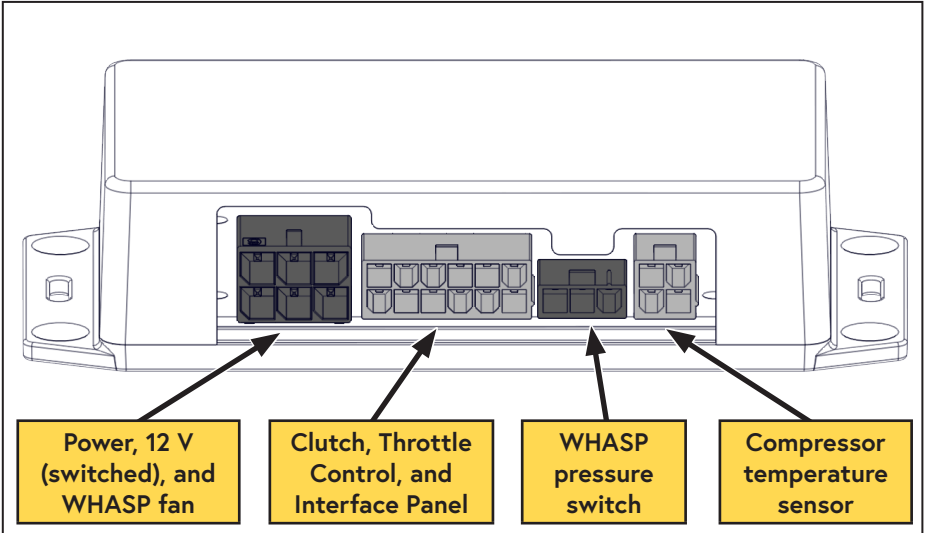 Power, 12 V
(switched), and
WHASP fan
Clutch, Throttle
Control, and
Interface Panel
WHASP
pressure
switch
Compressor
temperature
sensor